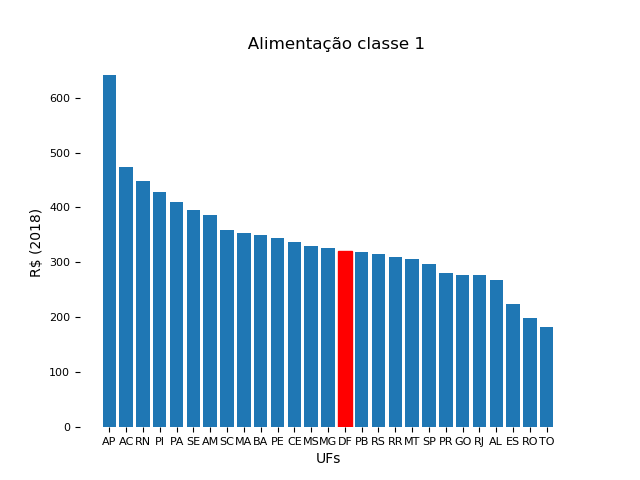 Alimentação classe 1
R$ (2018)
600
500
400
300
200
100
0
AP AC RN PI PA SE AM SC MA BA PE CE MS MG DF PB RS RR MT SP PR GO RJ AL ES RO TO
UFs